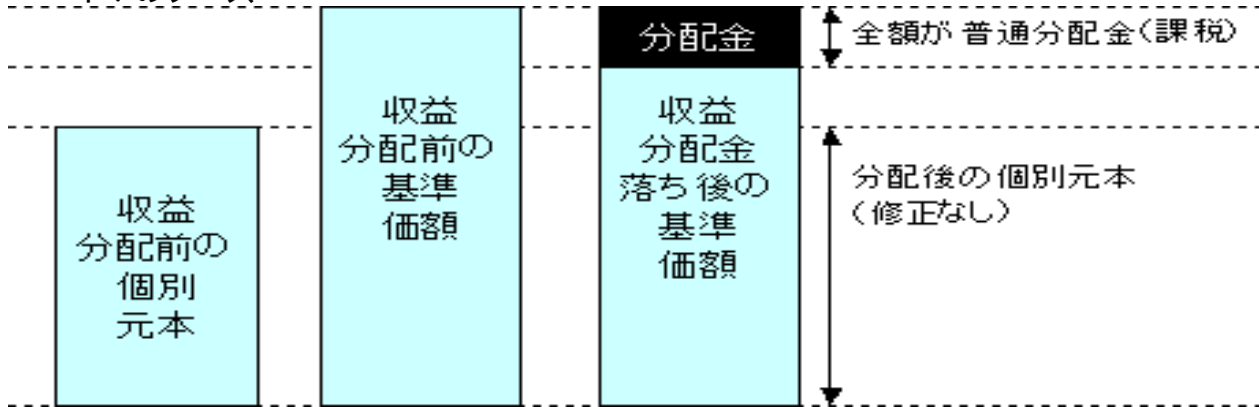 収益
分配前の
個別
元本
収益
分配前の
基準
価額
分配金
収益
分配金
落ち後の
基準
価額
全額が普通分配金(課税)
分配後の個別元本
(修正なし)